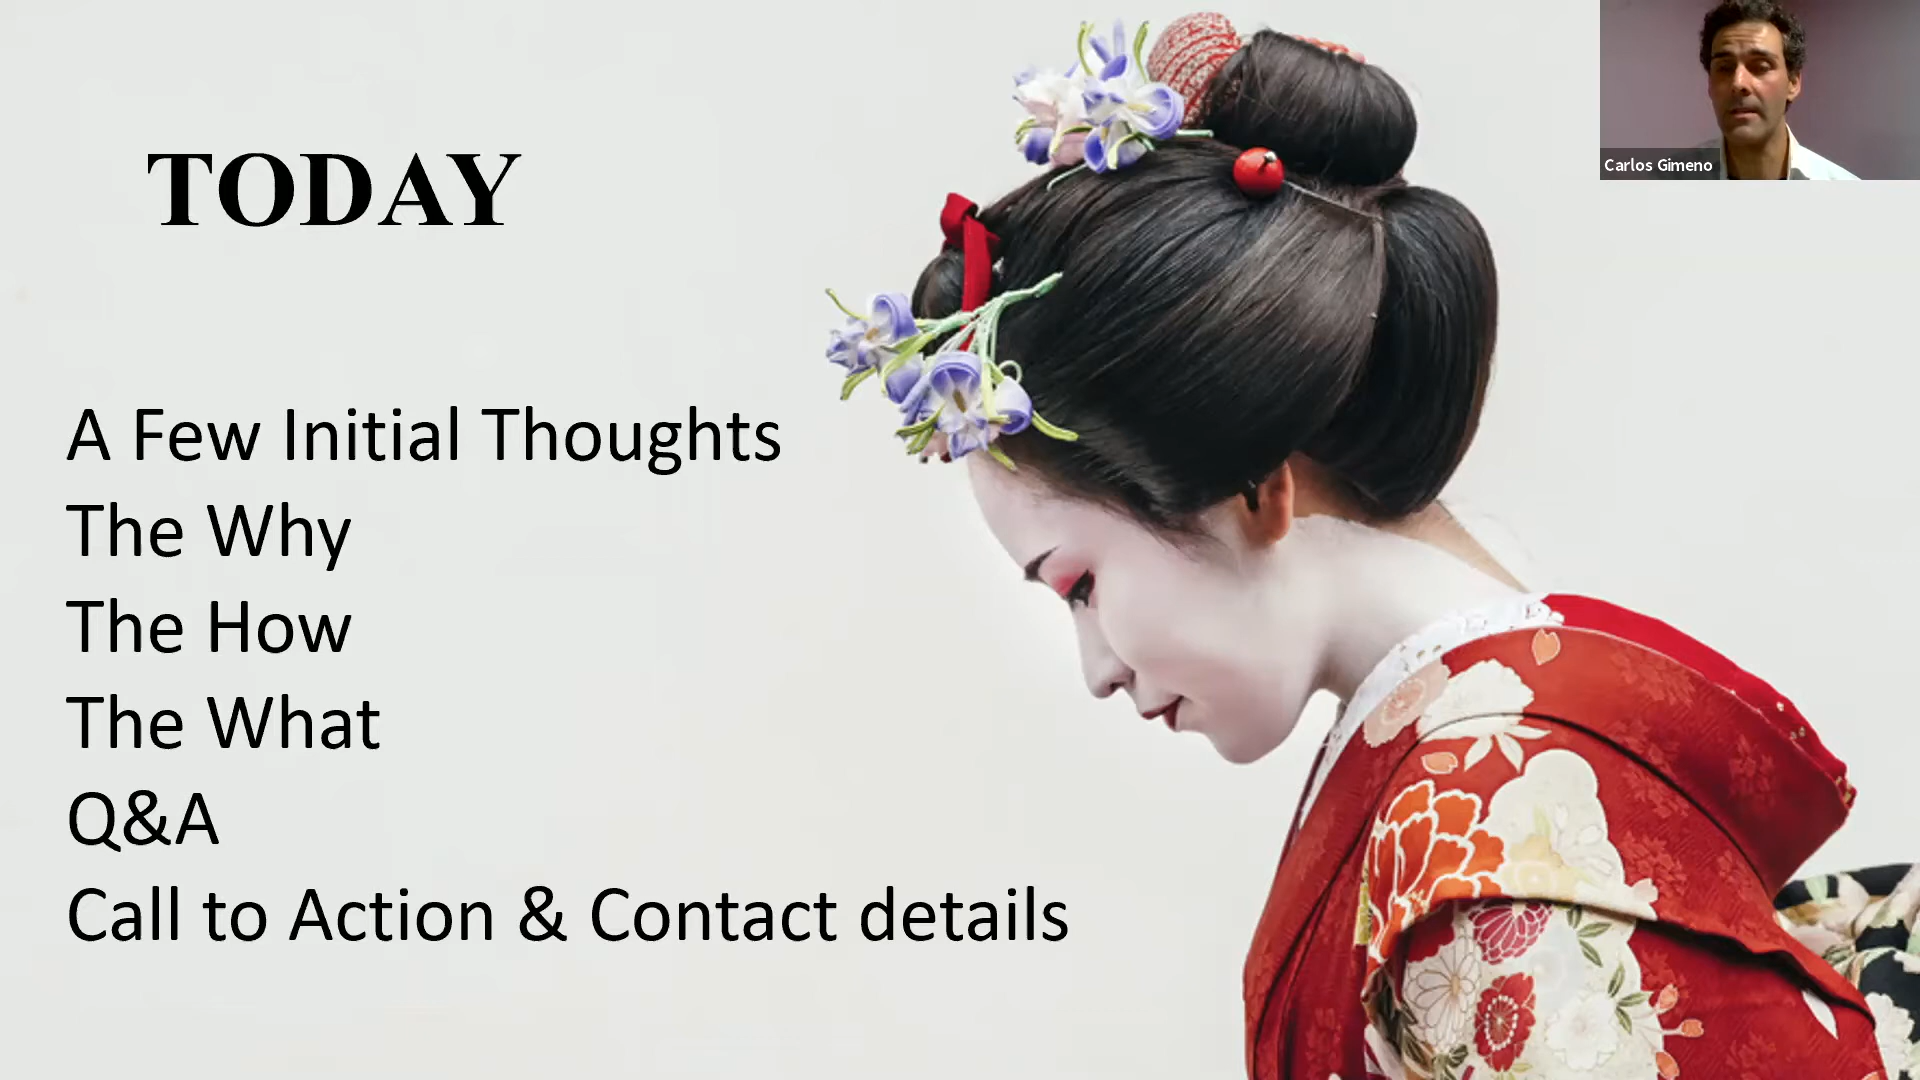 TODAY
A Few Initial Thoughts
The Why
The How
The What
Q&A
Call to Action & Contact details
Carlos Gimeno